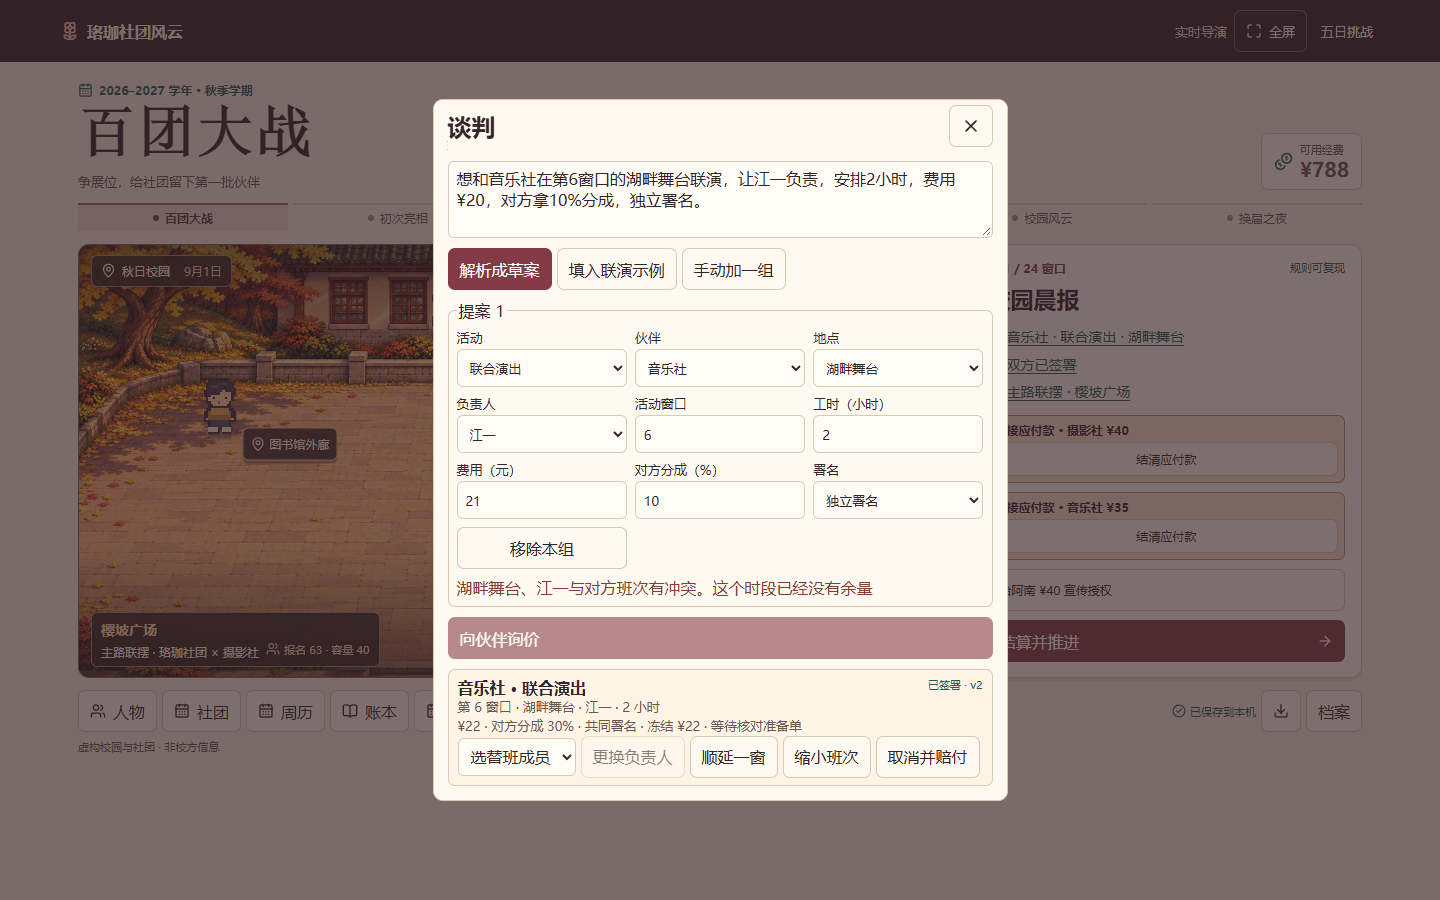 珞珈社团风云
实时导演
全屏
五日挑战
2026–2027 学年 • 秋季学期
百团大战
争展位，给社团留下第一批伙伴
可用经费
¥788
百团大战
初次亮相
校园风云
换届之夜
秋日校园 9月1日
图书馆外廊
樱坡广场
主路联摆 · 珞珈社团 × 摄影社
报名 63 · 容量 40
谈判
想和音乐社在第6窗口的湖畔舞台联演，让江一负责，安排2小时，费用
¥20，对方拿10%分成，独立署名。
解析成草案
填入联演示例
手动加一组
提案 1
活动
伙伴
地点
联合演出
音乐社
湖畔舞台
负责人
活动窗口
工时（小时）
江一
6
2
费用（元）
对方分成（%）
署名
21
10
独立署名
移除本组
湖畔舞台、江一与对方班次有冲突。这个时段已经没有余量
向伙伴询价
音乐社 • 联合演出
已签署 · v2
第 6 窗口 · 湖畔舞台 · 江一 · 2 小时
¥22 · 对方分成 30% · 共同署名 · 冻结 ¥22 · 等待核对准备单
选替班成员
更换负责人
顺延一窗
缩小班次
取消并赔付
/ 24 窗口
规则可复现
园晨报
音乐社 · 联合演出 · 湖畔舞台
双方已签署
主路联摆 · 樱坡广场
接应付款 • 摄影社 ¥40
结清应付款
接应付款 • 音乐社 ¥35
结清应付款
阿南 ¥40 宣传授权
结算并推进
人物
社团
周历
账本
已保存到本机
档案
虚构校园与社团 · 非校方信息